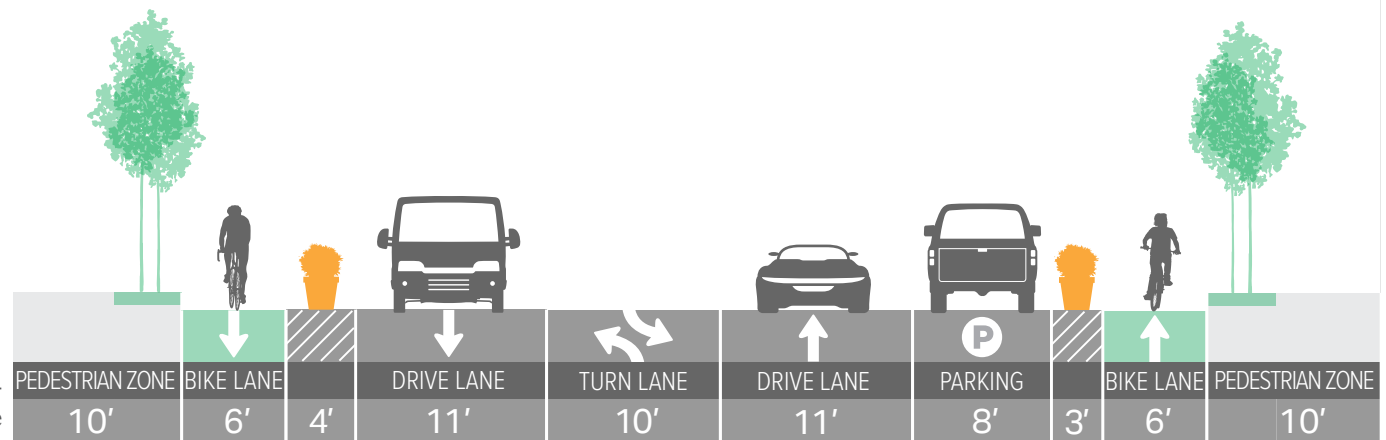 PEDESTRIAN ZONE BIKE LANE DRIVE LANE TURN LANE DRIVE LANE PARKING BIKE LANE PEDESTRIAN ZONE
10' 6' 4' 11' 10' 11' 8' 3' 6' 10'
P